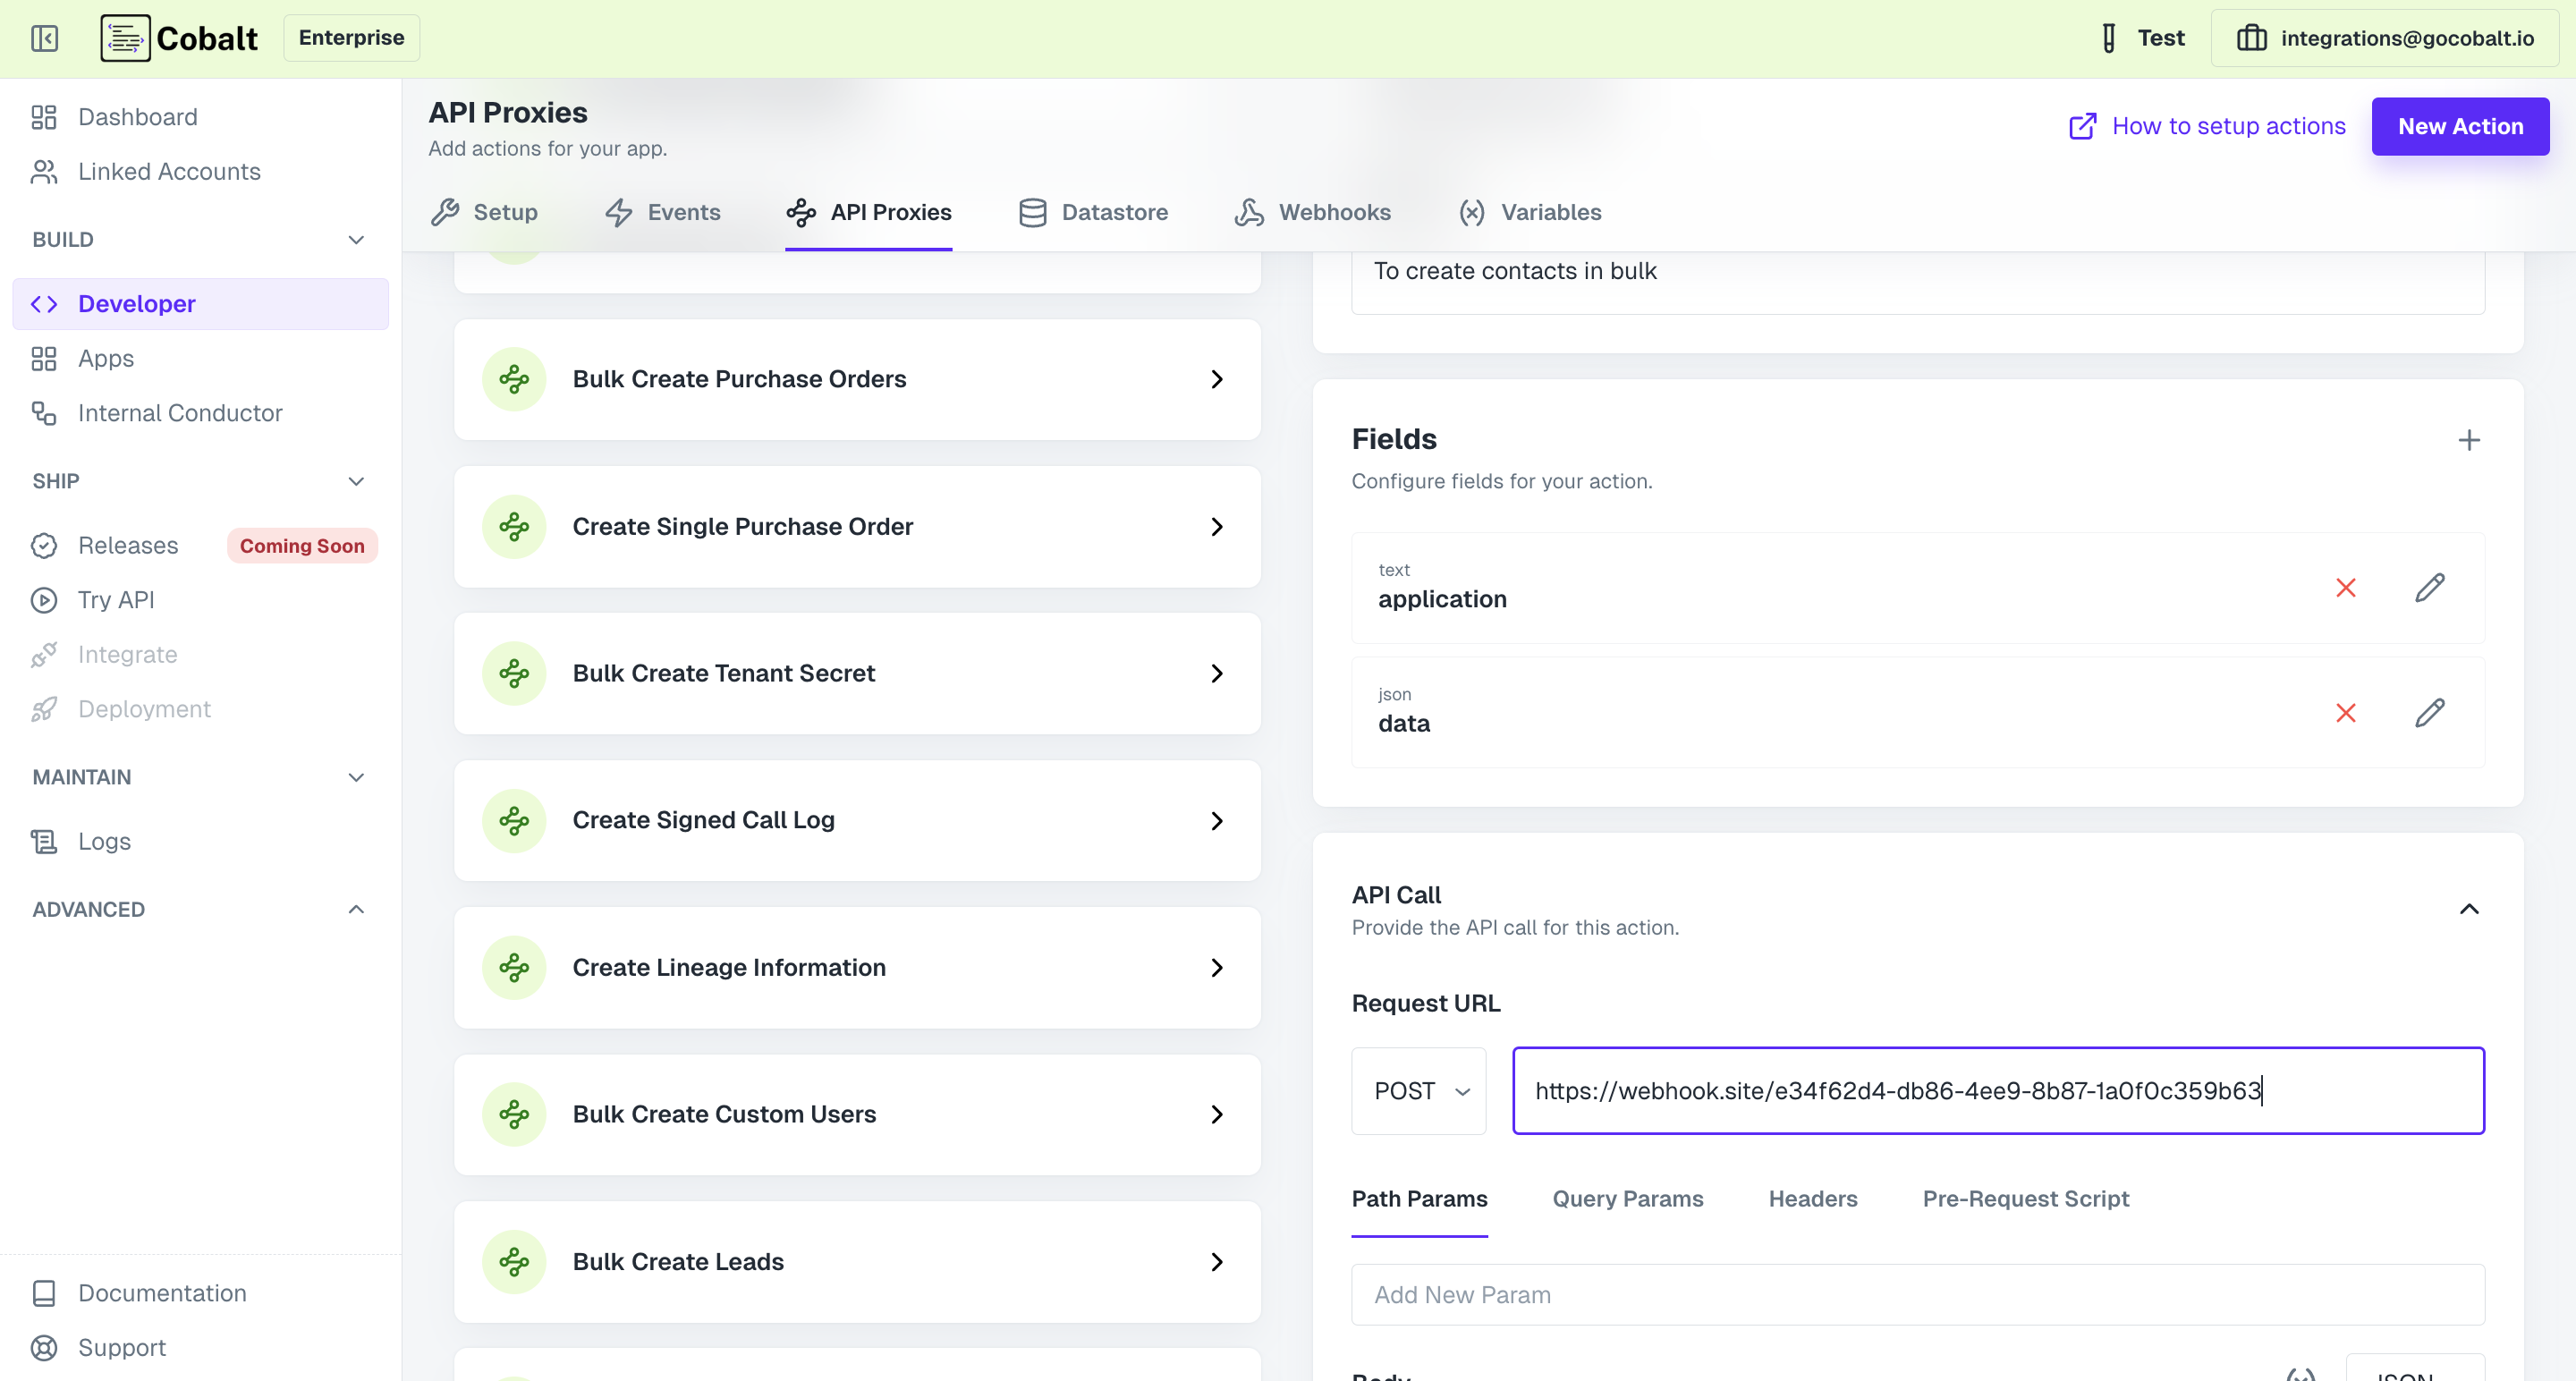 Cobalt
Enterprise
Test
integrations@gocobalt.io
Dashboard
Linked Accounts
BUILD
Developer
Apps
Internal Conductor
SHIP
Releases
Coming Soon
Try API
Integrate
Deployment
MAINTAIN
Logs
ADVANCED
Documentation
Support
API Proxies
Add actions for your app.
How to setup actions
New Action
Setup
Events
API Proxies
Datastore
Webhooks
Variables
Bulk Create Purchase Orders
Create Single Purchase Order
Bulk Create Tenant Secret
Create Signed Call Log
Create Lineage Information
Bulk Create Custom Users
Bulk Create Leads
To create contacts in bulk
Fields
Configure fields for your action.
text
application
json
data
API Call
Provide the API call for this action.
Request URL
POST
https://webhook.site/e34f62d4-db86-4ee9-8b87-1a0f0c359b63
Path Params
Query Params
Headers
Pre-Request Script
Add New Param
Body
JSON